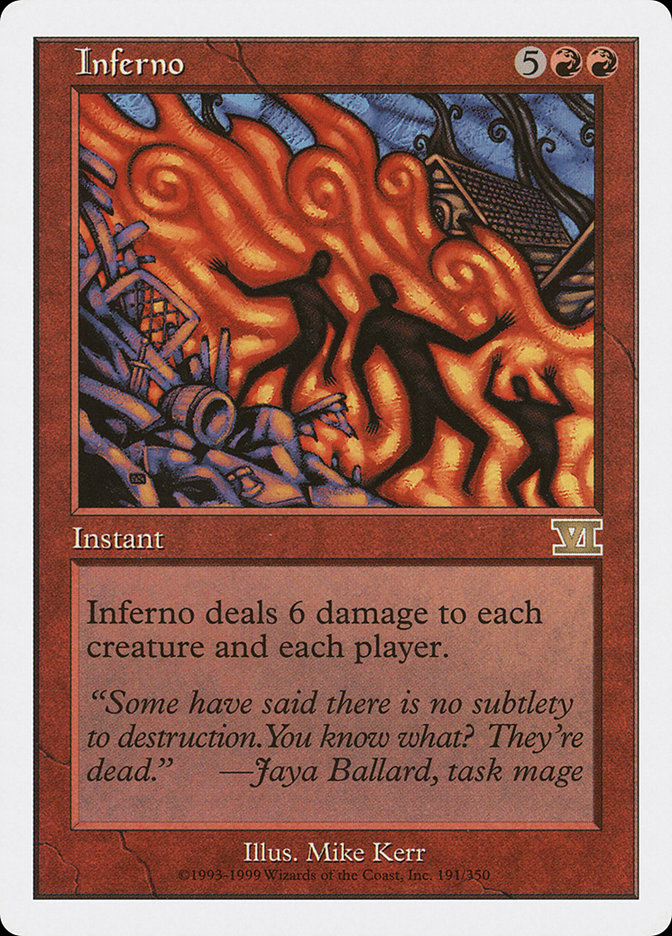 Inferno 5
Instant VI
Inferno deals 6 damage to each
creature and each player.
“Some have said there is no subtlety
to destruction. You know what? They’re
dead.” —Jaya Ballard, task mage
Illus. Mike Kerr
©1993-1999 Wizards of the Coast, Inc. 191/350